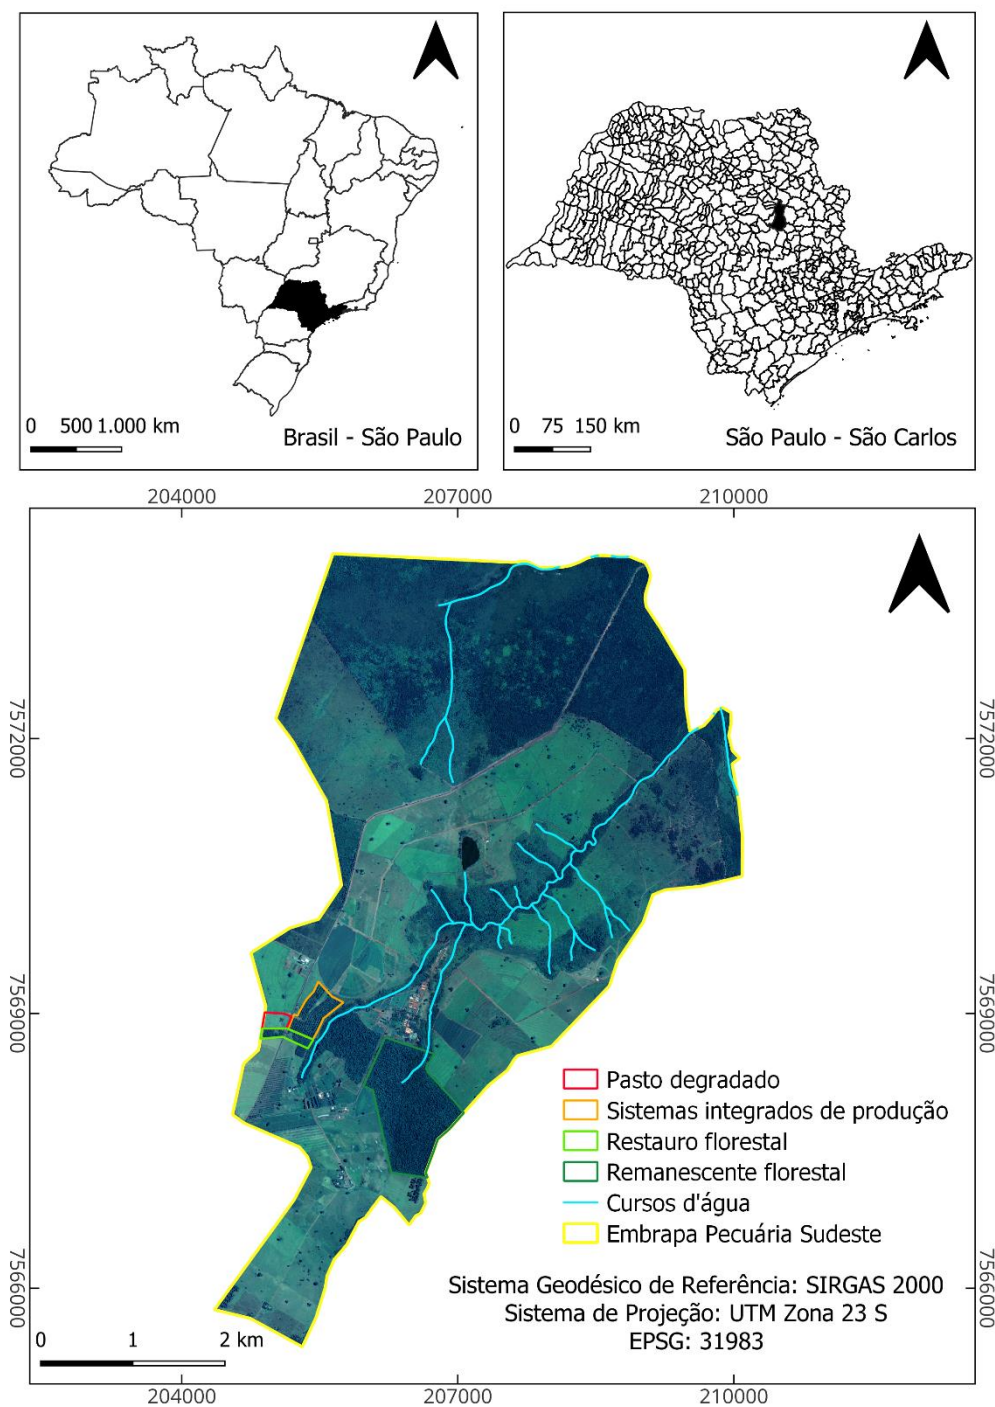 0 500 1.000 km
Brasil - São Paulo
0 75 150 km
São Paulo - São Carlos
204000 207000 210000
7572000 7572000
7569000 7569000
7566000 7566000
Pasto degradado
Sistemas integrados de produção
Restauro florestal
Remanescente florestal
Cursos d'água
Embrapa Pecuária Sudeste
Sistema Geodésico de Referência: SIRGAS 2000
Sistema de Projeção: UTM Zona 23 S
EPSG: 31983
0 1 2 km
204000 207000 210000